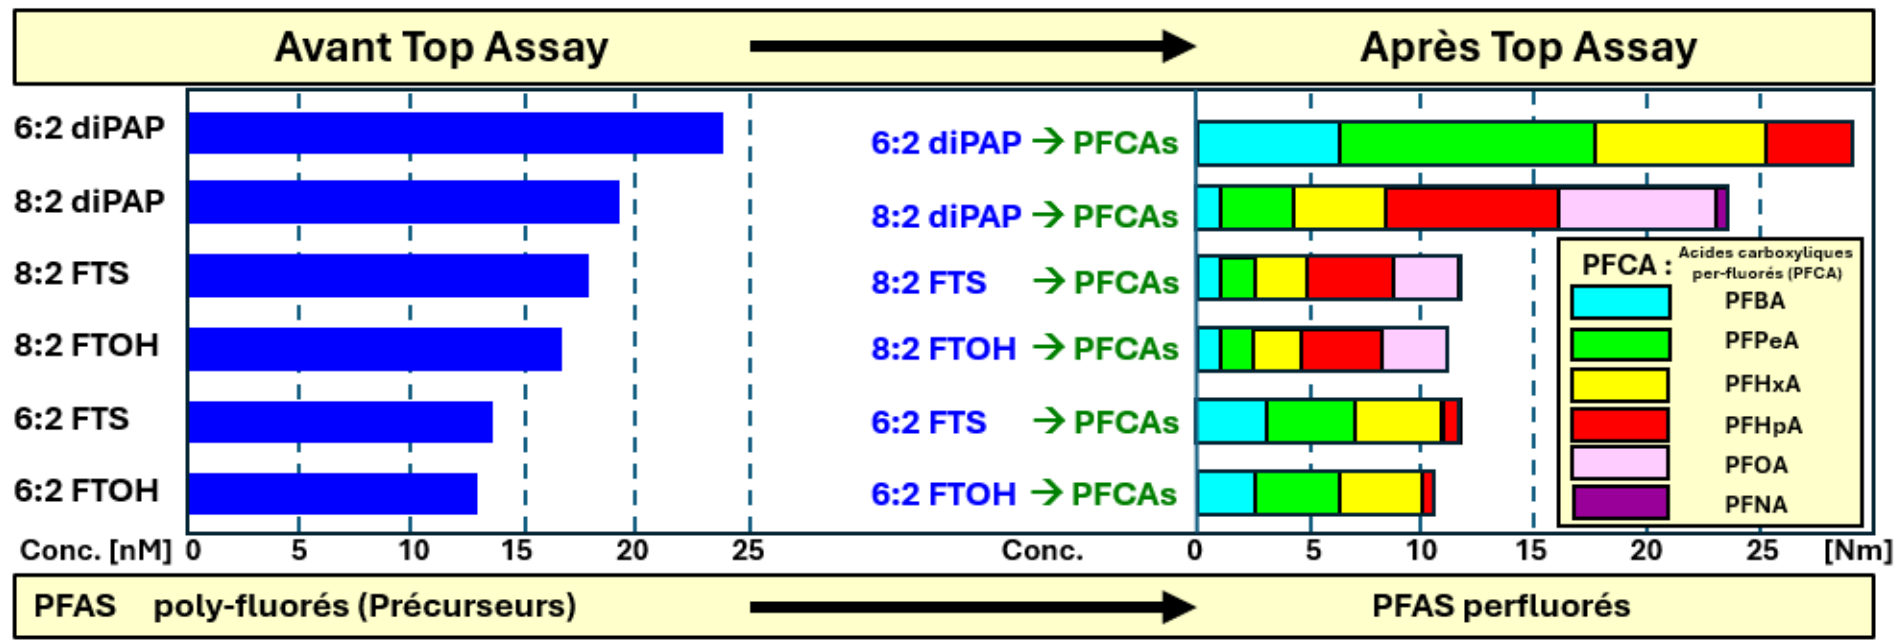 Avant Top Assay
Après Top Assay
6:2 diPAP
8:2 diPAP
8:2 FTS
8:2 FTOH
6:2 FTS
6:2 FTOH
Conc. [nM] 0 5 10 15 20 25
6:2 diPAP → PFCAs
8:2 diPAP → PFCAs
8:2 FTS → PFCAs
8:2 FTOH → PFCAs
6:2 FTS → PFCAs
6:2 FTOH → PFCAs
Conc. 0 5 10 15 20 25 [Nm]
PFCA : Acides carboxyliques
per-fluorés (PFCA)
PFBA
PFPeA
PFHxA
PFHpA
PFOA
PFNA
PFAS poly-fluorés (Précurseurs)
PFAS perfluorés